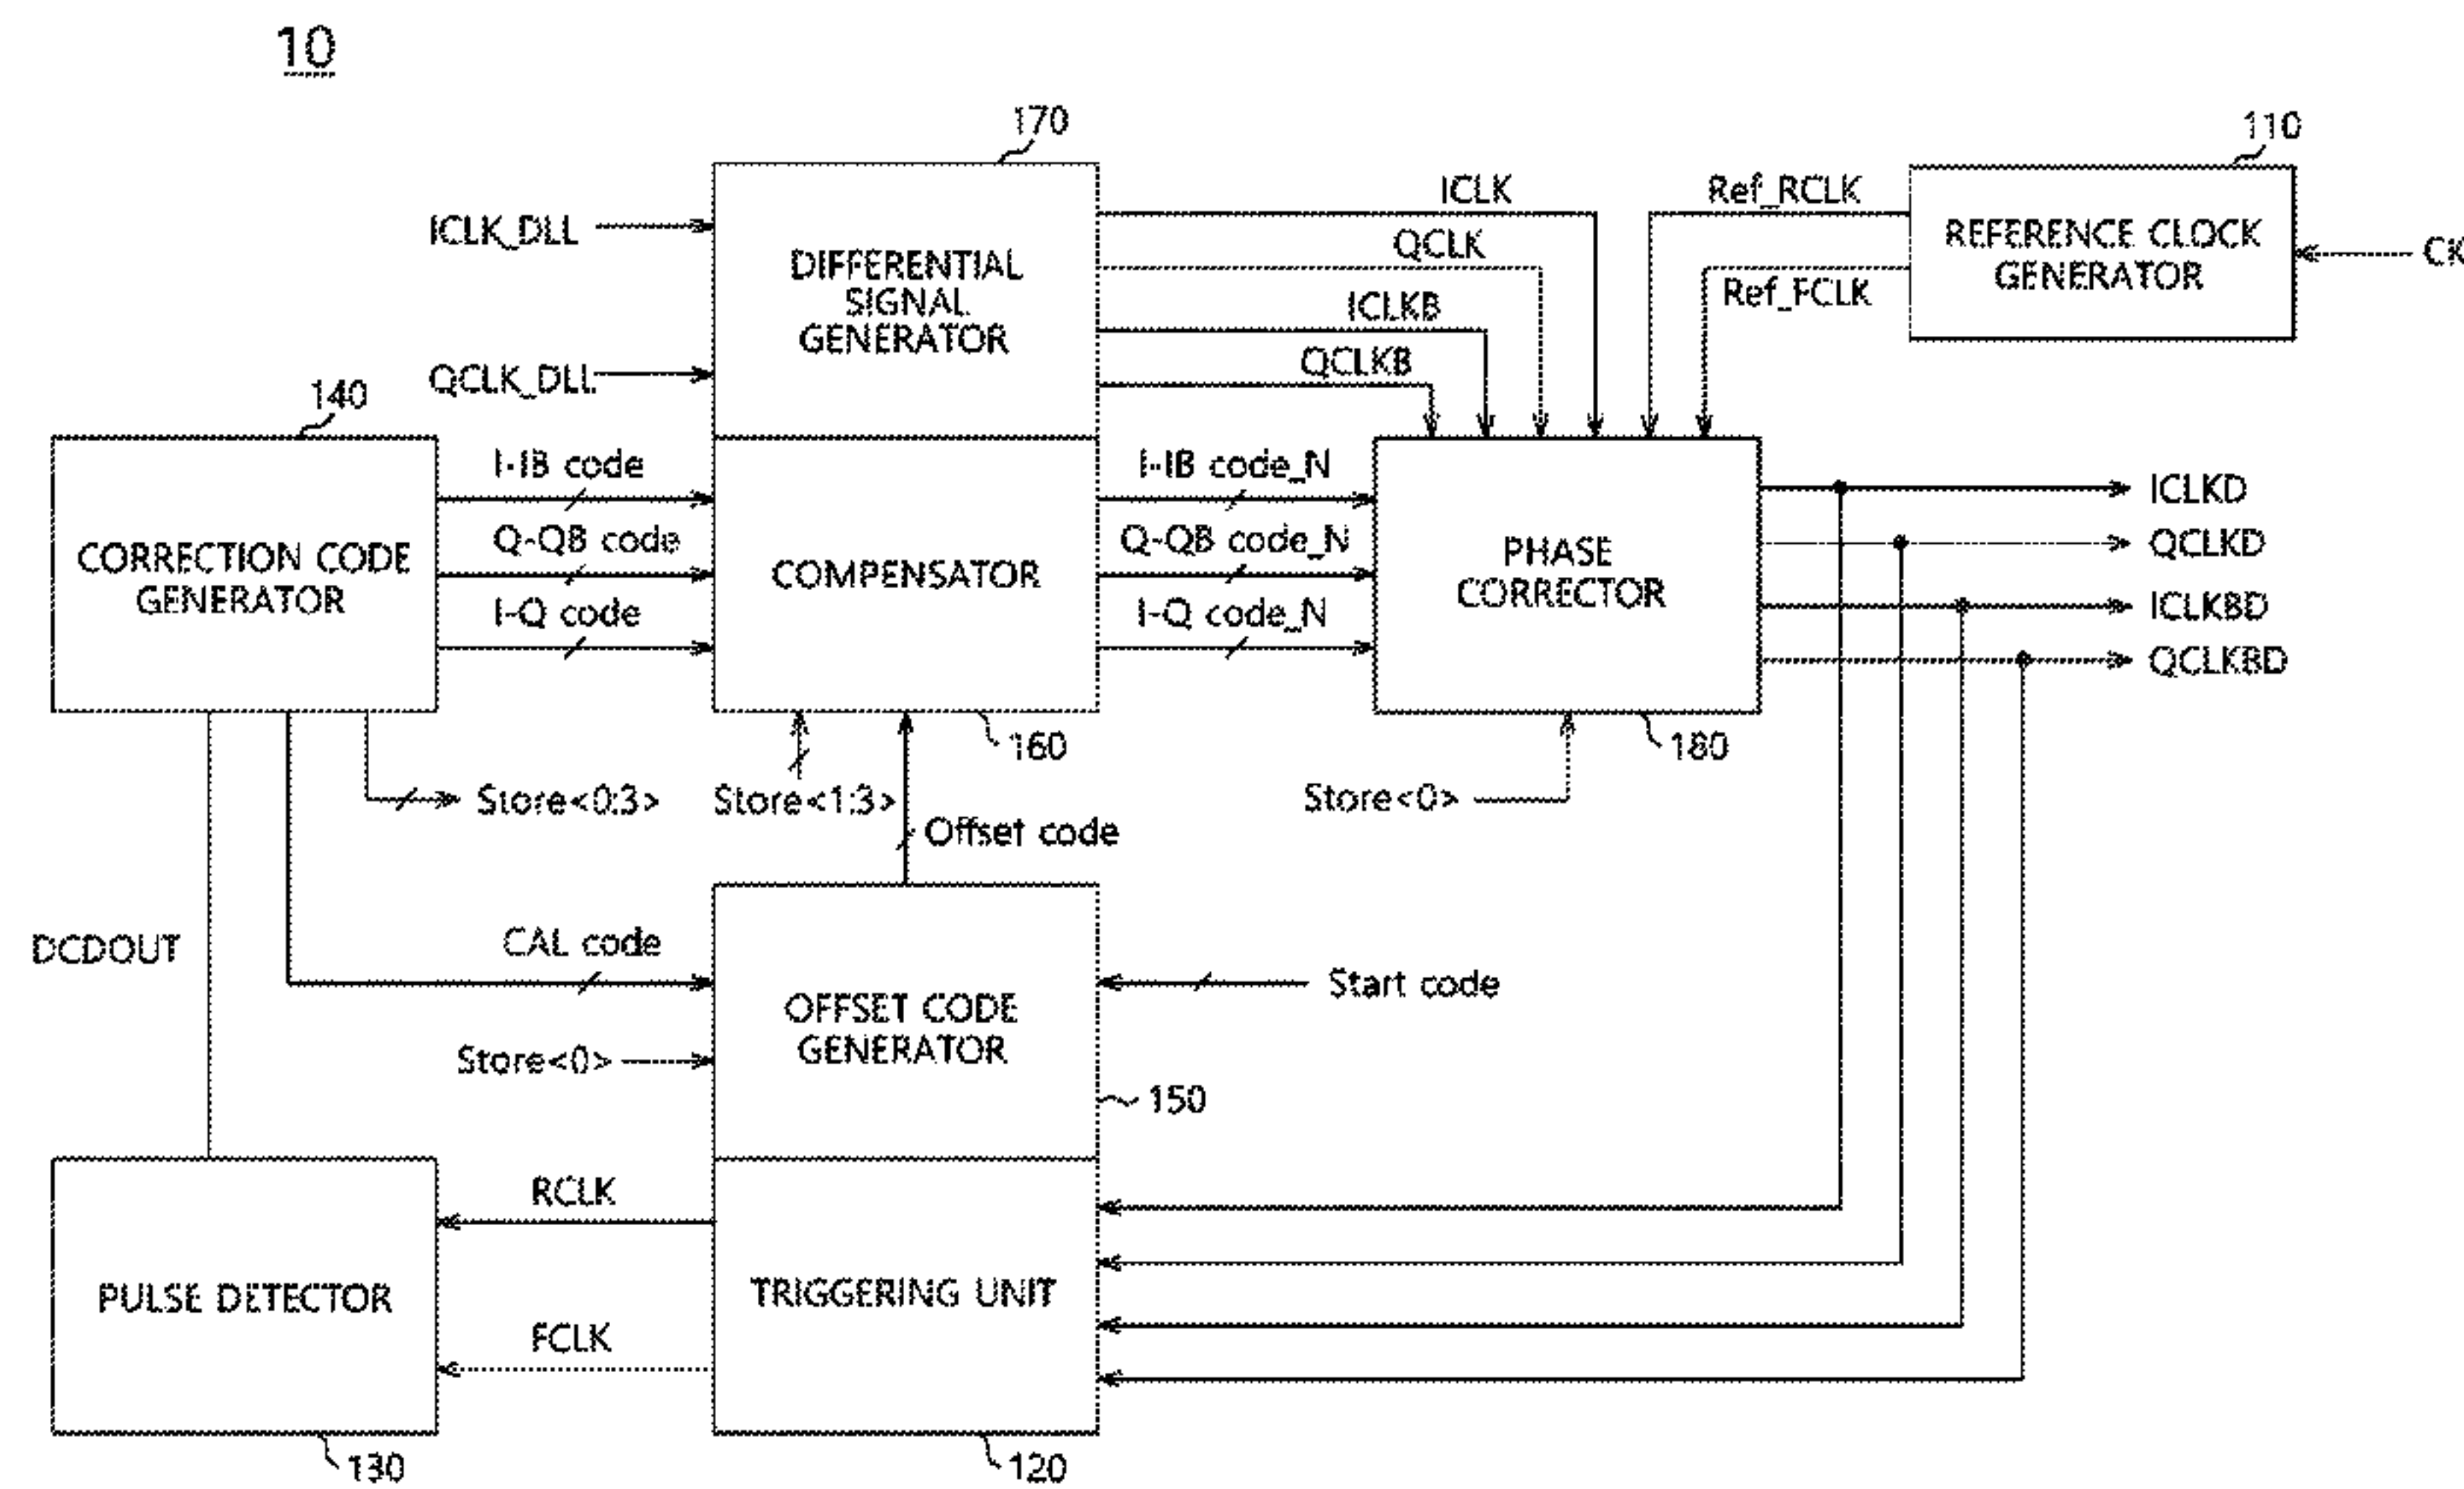 10
170
110
ICLK_DLL
ICLK
Ref_RCLK
REFERENCE CLOCK
GENERATOR
DIFFERENTIAL
SIGNAL
GENERATOR
QCLK
Ref_FCLK
ICLKB
QCLK_DLL
QCLKB
140
I-IB code
I-IB code_N
ICLKD
CORRECTION CODE
GENERATOR
Q-QB code
COMPENSATOR
Q-QB code_N
PHASE
CORRECTOR
QCLKD
I-Q code
I-Q code_N
ICLKBD
QCLKBD
160
180
Store<0:3>
Store<1:3>
Store<0>
Offset code
DCDOUT
CAL code
Start code
OFFSET CODE
GENERATOR
Store<0>
150
RCLK
PULSE DETECTOR
TRIGGERING UNIT
FCLK
130
120